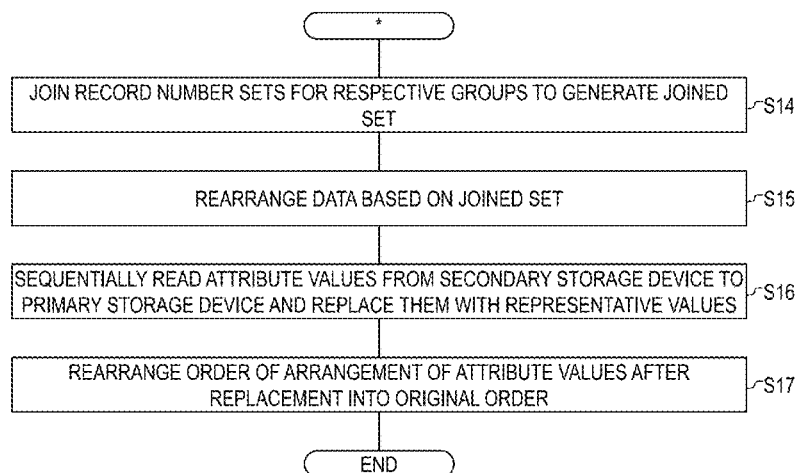 *
JOIN RECORD NUMBER SETS FOR RESPECTIVE GROUPS TO GENERATE JOINED
SET
S14
REARRANGE DATA BASED ON JOINED SET
S15
SEQUENTIALLY READ ATTRIBUTE VALUES FROM SECONDARY STORAGE DEVICE TO
PRIMARY STORAGE DEVICE AND REPLACE THEM WITH REPRESENTATIVE VALUES
S16
REARRANGE ORDER OF ARRANGEMENT OF ATTRIBUTE VALUES AFTER
REPLACEMENT INTO ORIGINAL ORDER
S17
END